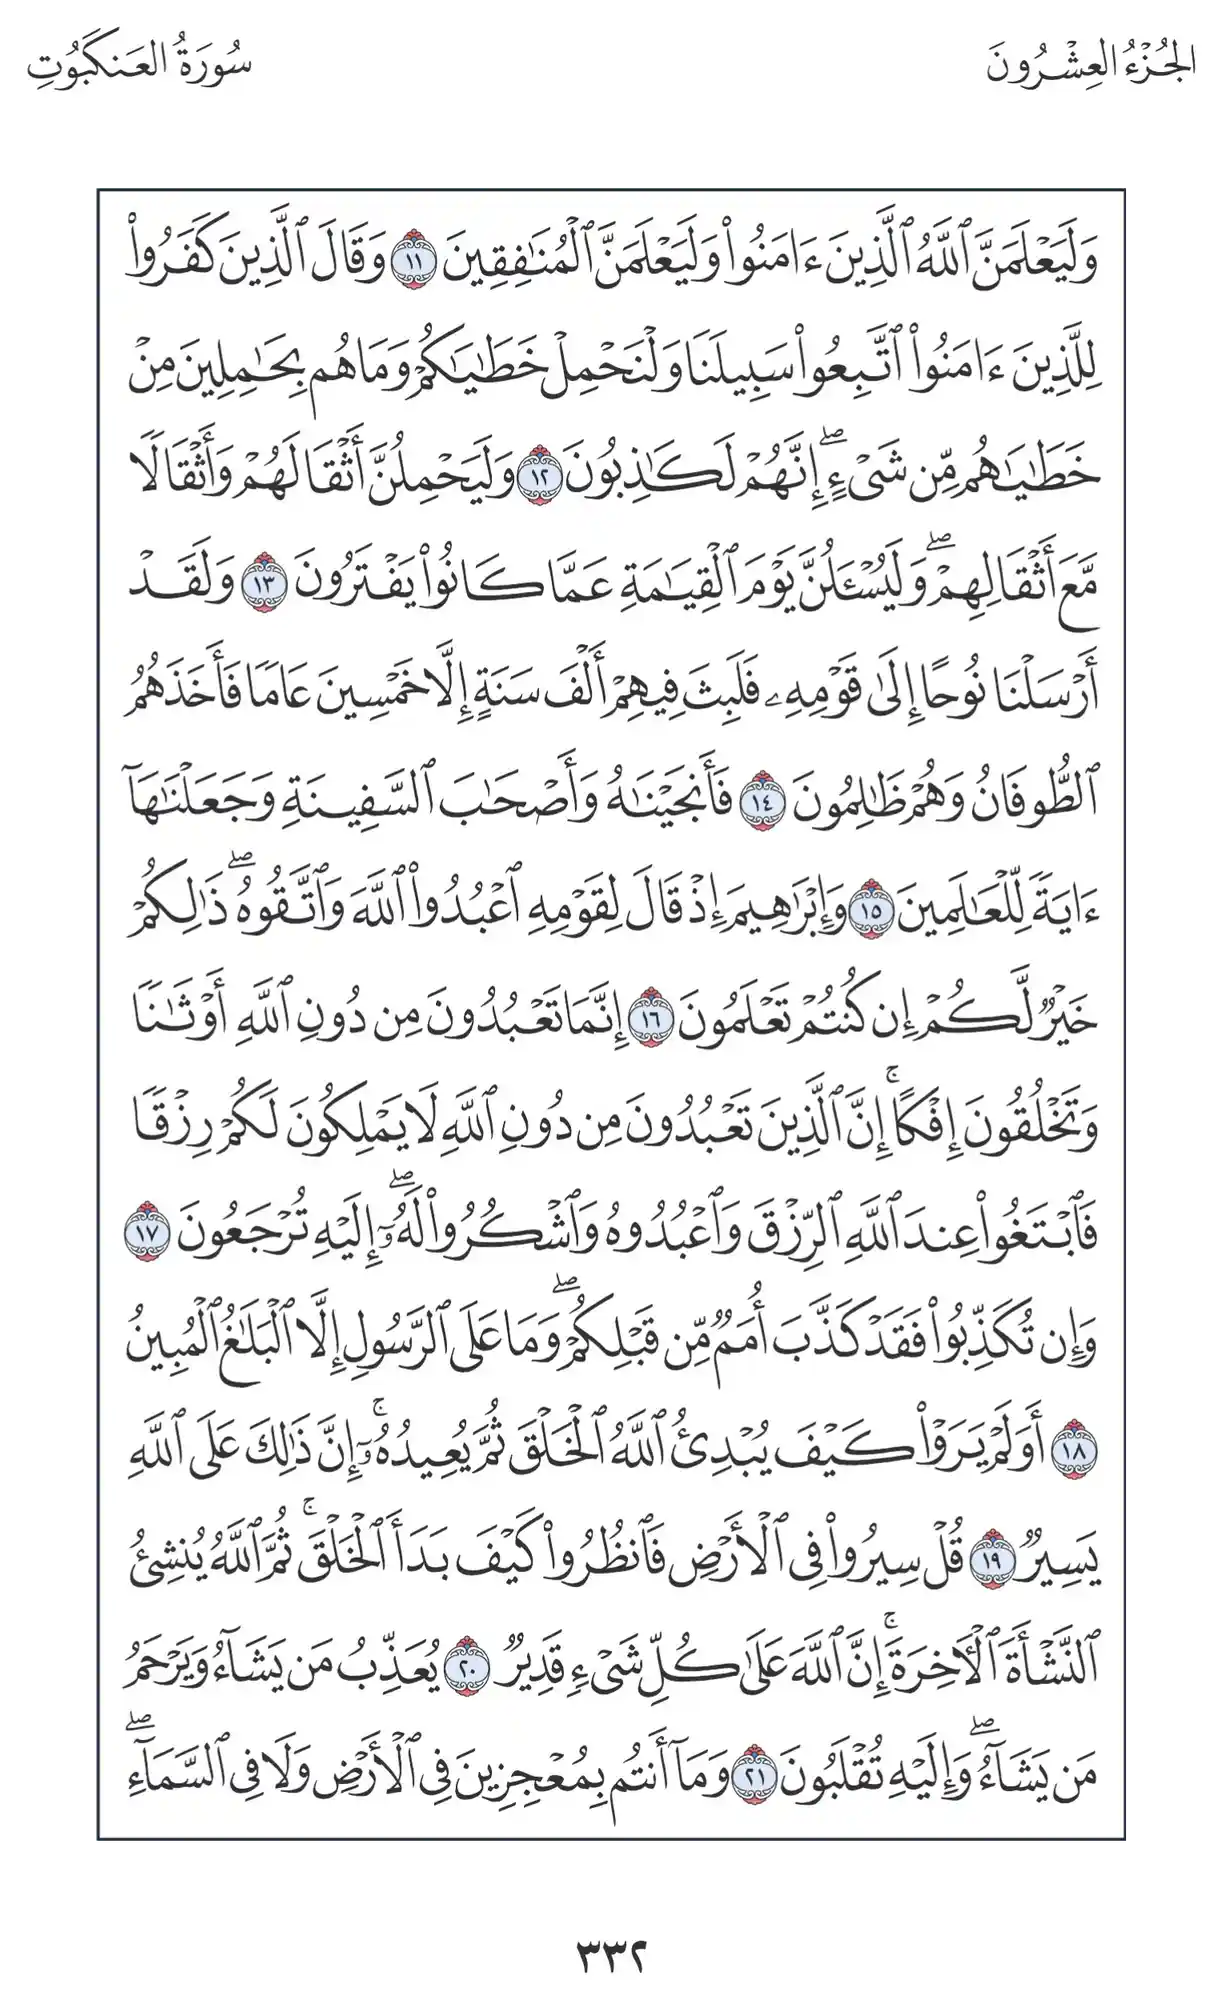 الجُزْءُ العِشْرُونَ
سُورَةُ العَنكَبُوتِ
وَلَيَعْلَمَنَّ ٱللَّهُ ٱلَّذِينَ ءَامَنُوا۟ وَلَيَعْلَمَنَّ ٱلْمُنَـٰفِقِينَ ١١ وَقَالَ ٱلَّذِينَ كَفَرُوا۟
لِلَّذِينَ ءَامَنُوا۟ ٱتَّبِعُوا۟ سَبِيلَنَا وَلْنَحْمِلْ خَطَـٰيَـٰكُمْ وَمَا هُم بِحَـٰمِلِينَ مِنْ
خَطَـٰيَـٰهُم مِّن شَىْءٍ ۖ إِنَّهُمْ لَكَـٰذِبُونَ ١٢ وَلَيَحْمِلُنَّ أَثْقَالَهُمْ وَأَثْقَالًا
مَّعَ أَثْقَالِهِمْ ۖ وَلَيُسْـَٔلُنَّ يَوْمَ ٱلْقِيَـٰمَةِ عَمَّا كَانُوا۟ يَفْتَرُونَ ١٣ وَلَقَدْ
أَرْسَلْنَا نُوحًا إِلَىٰ قَوْمِهِۦ فَلَبِثَ فِيهِمْ أَلْفَ سَنَةٍ إِلَّا خَمْسِينَ عَامًا فَأَخَذَهُمُ
ٱلطُّوفَانُ وَهُمْ ظَـٰلِمُونَ ١٤ فَأَنجَيْنَـٰهُ وَأَصْحَـٰبَ ٱلسَّفِينَةِ وَجَعَلْنَـٰهَآ
ءَايَةً لِّلْعَـٰلَمِينَ ١٥ وَإِبْرَٰهِيمَ إِذْ قَالَ لِقَوْمِهِ ٱعْبُدُوا۟ ٱللَّهَ وَٱتَّقُوهُ ۖ ذَٰلِكُمْ
خَيْرٌ لَّكُمْ إِن كُنتُمْ تَعْلَمُونَ ١٦ إِنَّمَا تَعْبُدُونَ مِن دُونِ ٱللَّهِ أَوْثَـٰنًا
وَتَخْلُقُونَ إِفْكًا ۚ إِنَّ ٱلَّذِينَ تَعْبُدُونَ مِن دُونِ ٱللَّهِ لَا يَمْلِكُونَ لَكُمْ رِزْقًا
فَٱبْتَغُوا۟ عِندَ ٱللَّهِ ٱلرِّزْقَ وَٱعْبُدُوهُ وَٱشْكُرُوا۟ لَهُۥٓ ۖ إِلَيْهِ تُرْجَعُونَ ١٧
وَإِن تُكَذِّبُوا۟ فَقَدْ كَذَّبَ أُمَمٌ مِّن قَبْلِكُمْ ۖ وَمَا عَلَى ٱلرَّسُولِ إِلَّا ٱلْبَلَـٰغُ ٱلْمُبِينُ
١٨ أَوَلَمْ يَرَوْا۟ كَيْفَ يُبْدِئُ ٱللَّهُ ٱلْخَلْقَ ثُمَّ يُعِيدُهُۥٓ ۚ إِنَّ ذَٰلِكَ عَلَى ٱللَّهِ
يَسِيرٌ ١٩ قُلْ سِيرُوا۟ فِى ٱلْأَرْضِ فَٱنظُرُوا۟ كَيْفَ بَدَأَ ٱلْخَلْقَ ۚ ثُمَّ ٱللَّهُ يُنشِئُ
ٱلنَّشْأَةَ ٱلْـَٔاخِرَةَ ۚ إِنَّ ٱللَّهَ عَلَىٰ كُلِّ شَىْءٍ قَدِيرٌ ٢٠ يُعَذِّبُ مَن يَشَآءُ وَيَرْحَمُ
مَن يَشَآءُ ۖ وَإِلَيْهِ تُقْلَبُونَ ٢١ وَمَآ أَنتُم بِمُعْجِزِينَ فِى ٱلْأَرْضِ وَلَا فِى ٱلسَّمَآءِ ۖ
٣٣٢